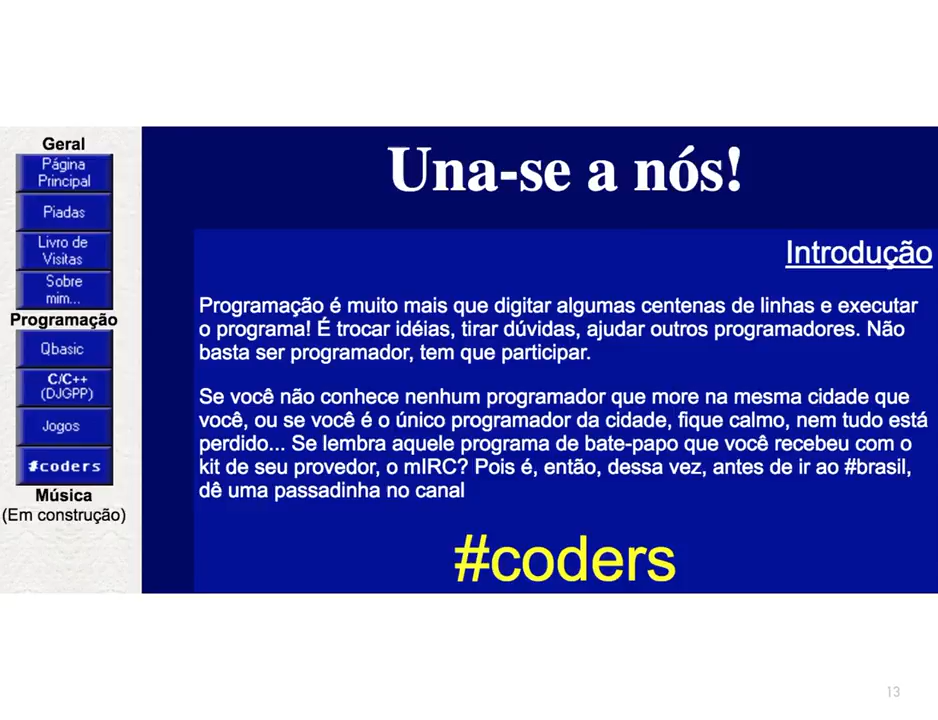 Geral
Página
Principal
Piadas
Livro de
Visitas
Sobre
mim...
Programação
Qbasic
C/C++
(DJGPP)
Jogos
#coders
Música
(Em construção)
Una-se a nós!
Introdução
Programação é muito mais que digitar algumas centenas de linhas e executar
o programa! É trocar idéias, tirar dúvidas, ajudar outros programadores. Não
basta ser programador, tem que participar.
Se você não conhece nenhum programador que more na mesma cidade que
você, ou se você é o único programador da cidade, fique calmo, nem tudo está
perdido... Se lembra aquele programa de bate-papo que você recebeu com o
kit de seu provedor, o mIRC? Pois é, então, dessa vez, antes de ir ao #brasil,
dê uma passadinha no canal
#coders
13